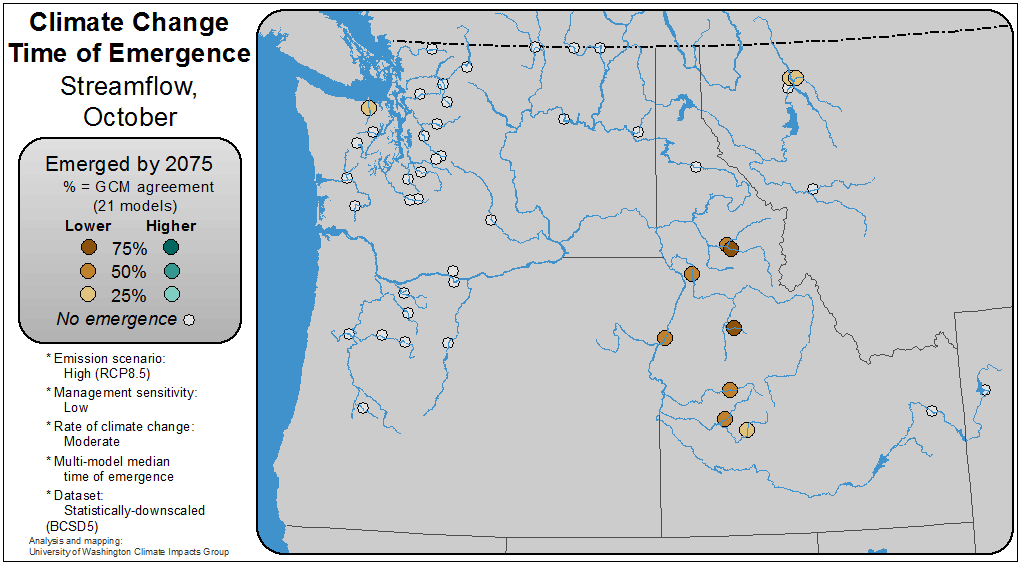 Climate Change
Time of Emergence
Streamflow,
October
Emerged by 2075
% = GCM agreement
(21 models)
Lower Higher
75%
50%
25%
No emergence
* Emission scenario:
High (RCP8.5)
* Management sensitivity:
Low
* Rate of climate change:
Moderate
* Multi-model median
time of emergence
* Dataset:
Statistically-downscaled
(BCSD5)
Analysis and mapping:
University of Washington Climate Impacts Group